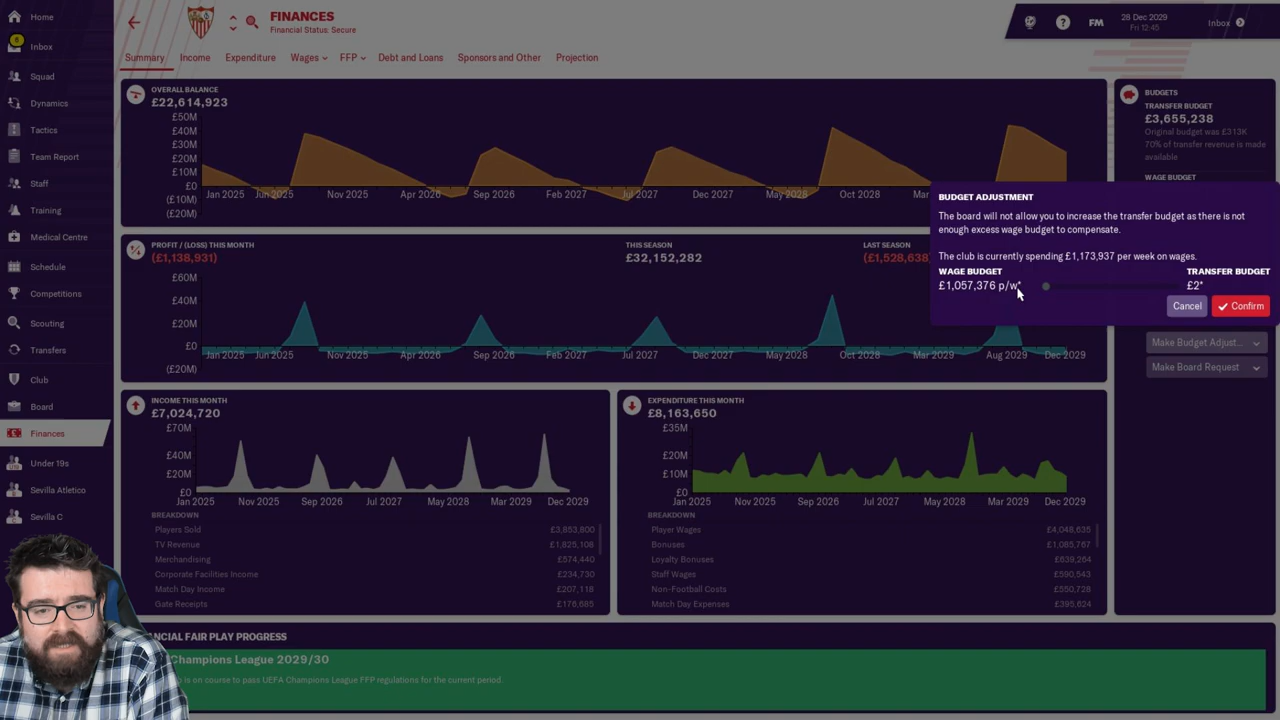 Home
8
Inbox
Squad
Dynamics
Tactics
Team Report
Staff
Training
Medical Centre
Schedule
Competitions
Scouting
Transfers
Club
Board
Finances
Under 19s
Sevilla Atletico
Sevilla C
FINANCES
Financial Status: Secure
FM
28 Dec 2029
Fri 12:45
Inbox
Summary
Income
Expenditure
Wages
FFP
Debt and Loans
Sponsors and Other
Projection
OVERALL BALANCE
£22,614,923
£50M
£40M
£30M
£20M
£10M
£0
(£10M)
(£20M)
Jan 2025 Jun 2025 Nov 2025 Apr 2026 Sep 2026 Feb 2027 Jul 2027 Dec 2027 May 2028 Oct 2028 Mar
BUDGETS
TRANSFER BUDGET
£3,655,238
Original budget was £313K
70% of transfer revenue is made
available
WAGE BUDGET
BUDGET ADJUSTMENT
The board will not allow you to increase the transfer budget as there is not
enough excess wage budget to compensate.
The club is currently spending £1,173,937 per week on wages.
WAGE BUDGET
£1,057,376 p/w*
TRANSFER BUDGET
£2*
Cancel
Confirm
Make Budget Adjust...
Make Board Request
PROFIT / (LOSS) THIS MONTH
(£1,138,931)
THIS SEASON
£32,152,282
LAST SEASON
(£1,528,638)
£60M
£40M
£20M
£0
(£20M)
Jan 2025 Jun 2025 Nov 2025 Apr 2026 Sep 2026 Feb 2027 Jul 2027 Dec 2027 May 2028 Oct 2028 Mar 2029 Aug 2029 Dec 2029
INCOME THIS MONTH
£7,024,720
£70M
£40M
£20M
£0
Jan 2025 Nov 2025 Sep 2026 Jul 2027 May 2028 Mar 2029 Dec 2029
BREAKDOWN
Players Sold £3,853,800
TV Revenue £1,825,108
Merchandising £574,440
Corporate Facilities Income £234,730
Match Day Income £207,118
Gate Receipts £176,685
EXPENDITURE THIS MONTH
£8,163,650
£35M
£20M
£10M
£0
Jan 2025 Nov 2025 Sep 2026 Jul 2027 May 2028 Mar 2029 Dec 2029
BREAKDOWN
Player Wages £4,048,635
Bonuses £1,085,767
Loyalty Bonuses £639,264
Staff Wages £590,543
Non-Football Costs £550,728
Match Day Expenses £395,624
NANCIAL FAIR PLAY PROGRESS
Champions League 2029/30
is on course to pass UEFA Champions League FFP regulations for the current period.